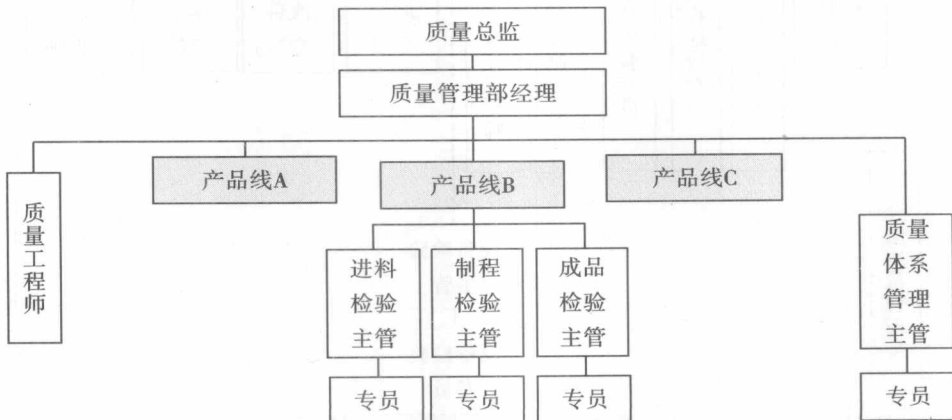 质量总监
质量管理部经理
产品线A
产品线B
产品线C
质量工程师
进料
检验
主管
制程
检验
主管
成品
检验
主管
质量
体系
管理
主管
专员
专员
专员
专员